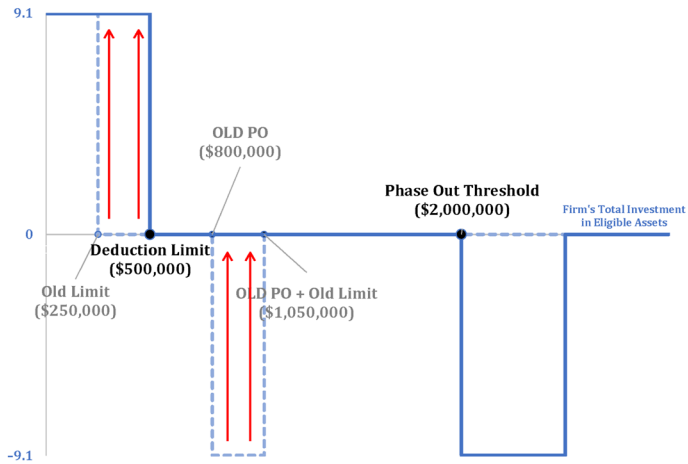 9.1
OLD PO
($800,000)
Phase Out Threshold
($2,000,000)
Firm's Total Investment
in Eligible Assets
0
Deduction Limit
($500,000)
Old Limit
($250,000)
OLD PO + Old Limit
($1,050,000)
-9.1